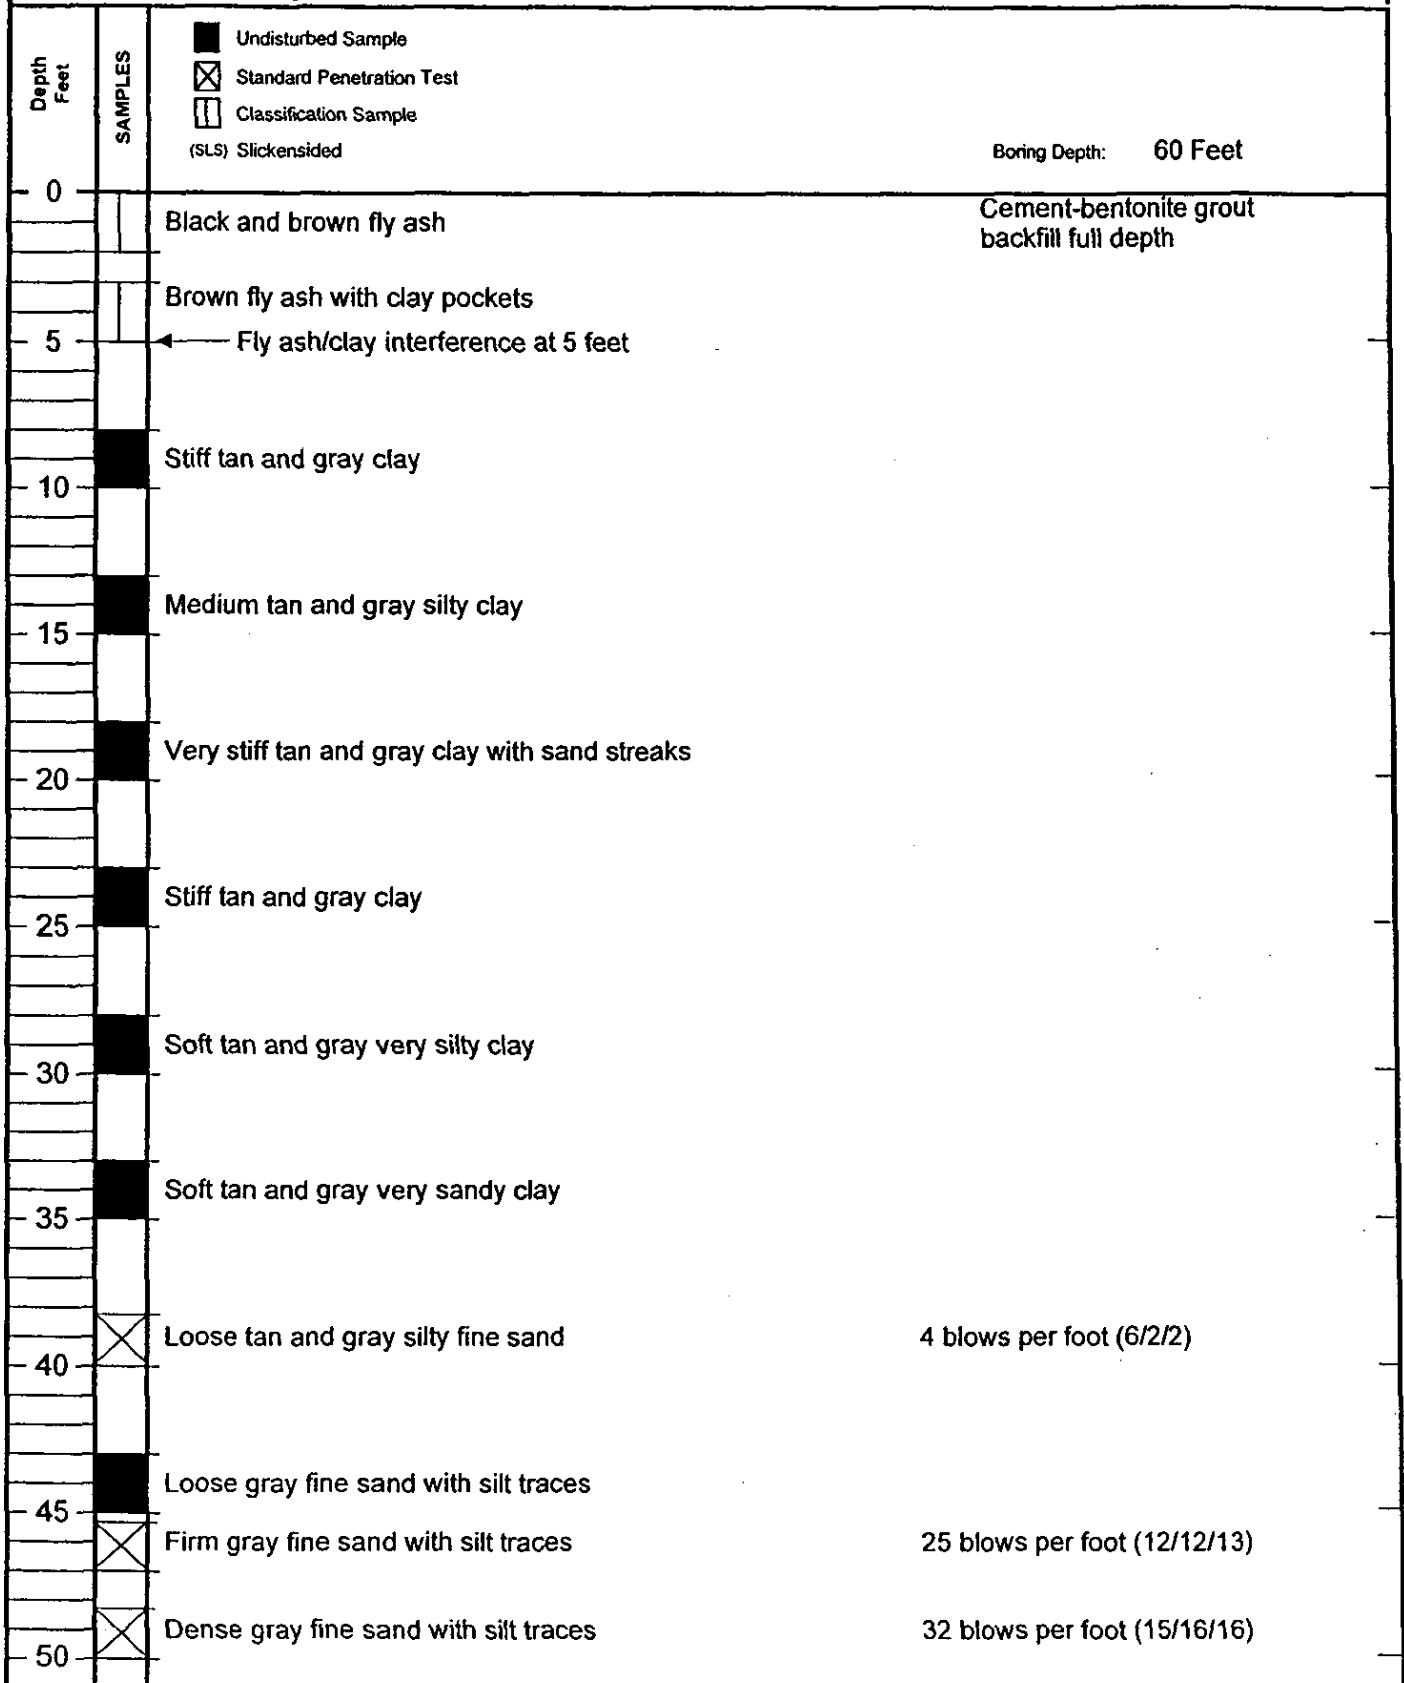 Depth
Feet
SAMPLES
Undisturbed Sample
Standard Penetration Test
Classification Sample
(SLS) Slickensided
Boring Depth: 60 Feet
0
Black and brown fly ash
Cement-bentonite grout
backfill full depth
Brown fly ash with clay pockets
5
Fly ash/clay interference at 5 feet
Stiff tan and gray clay
10
Medium tan and gray silty clay
15
Very stiff tan and gray clay with sand streaks
20
Stiff tan and gray clay
25
Soft tan and gray very silty clay
30
Soft tan and gray very sandy clay
35
Loose tan and gray silty fine sand 4 blows per foot (6/2/2)
40
Loose gray fine sand with silt traces
45
Firm gray fine sand with silt traces 25 blows per foot (12/12/13)
Dense gray fine sand with silt traces 32 blows per foot (15/16/16)
50